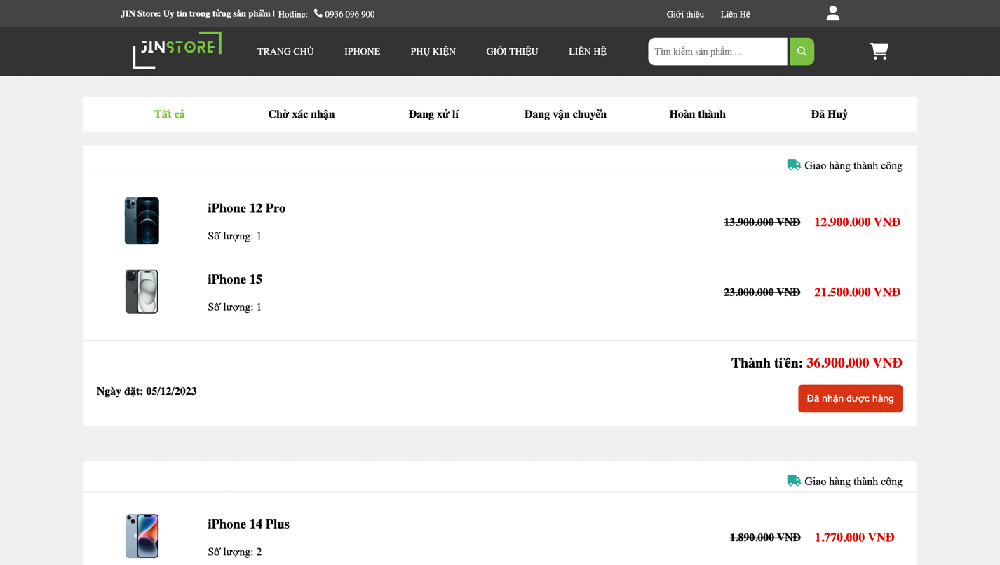 JIN Store: Uy tín trong từng sản phẩm | Hotline: 0936 096 900
Giới thiệu Liên Hệ
JINSTORE
TRANG CHỦ IPHONE PHỤ KIỆN GIỚI THIỆU LIÊN HỆ
Tìm kiếm sản phẩm ...
Tất cả Chờ xác nhận Đang xử lí Đang vận chuyển Hoàn thành Đã Huỷ
Giao hàng thành công
iPhone 12 Pro
13.900.000 VNĐ 12.900.000 VNĐ
Số lượng: 1
iPhone 15
23.000.000 VNĐ 21.500.000 VNĐ
Số lượng: 1
Thành tiền: 36.900.000 VNĐ
Ngày đặt: 05/12/2023
Đã nhận được hàng
Giao hàng thành công
iPhone 14 Plus
1.890.000 VNĐ 1.770.000 VNĐ
Số lượng: 2